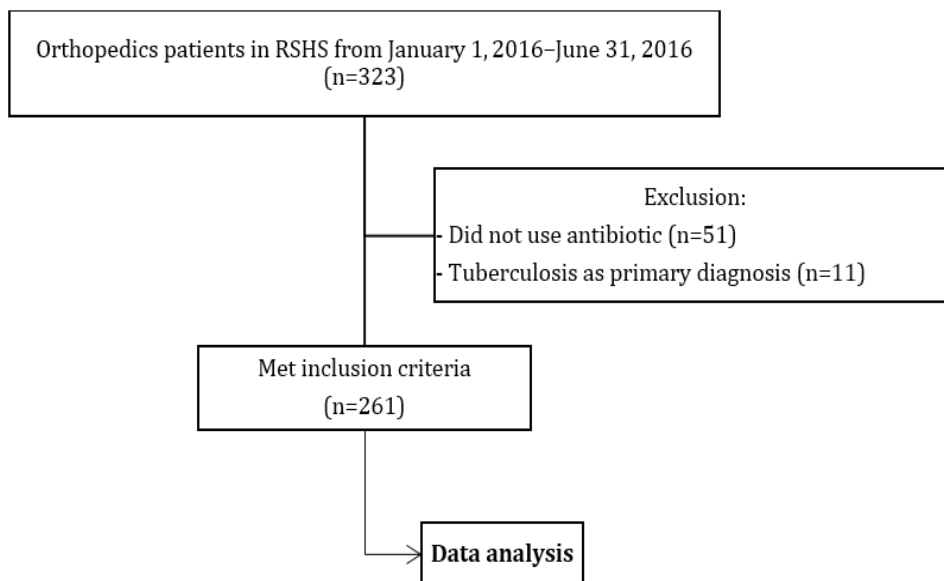 Orthopedics patients in RSHS from January 1, 2016–June 31, 2016
(n=323)
Exclusion:
- Did not use antibiotic (n=51)
- Tuberculosis as primary diagnosis (n=11)
Met inclusion criteria
(n=261)
Data analysis